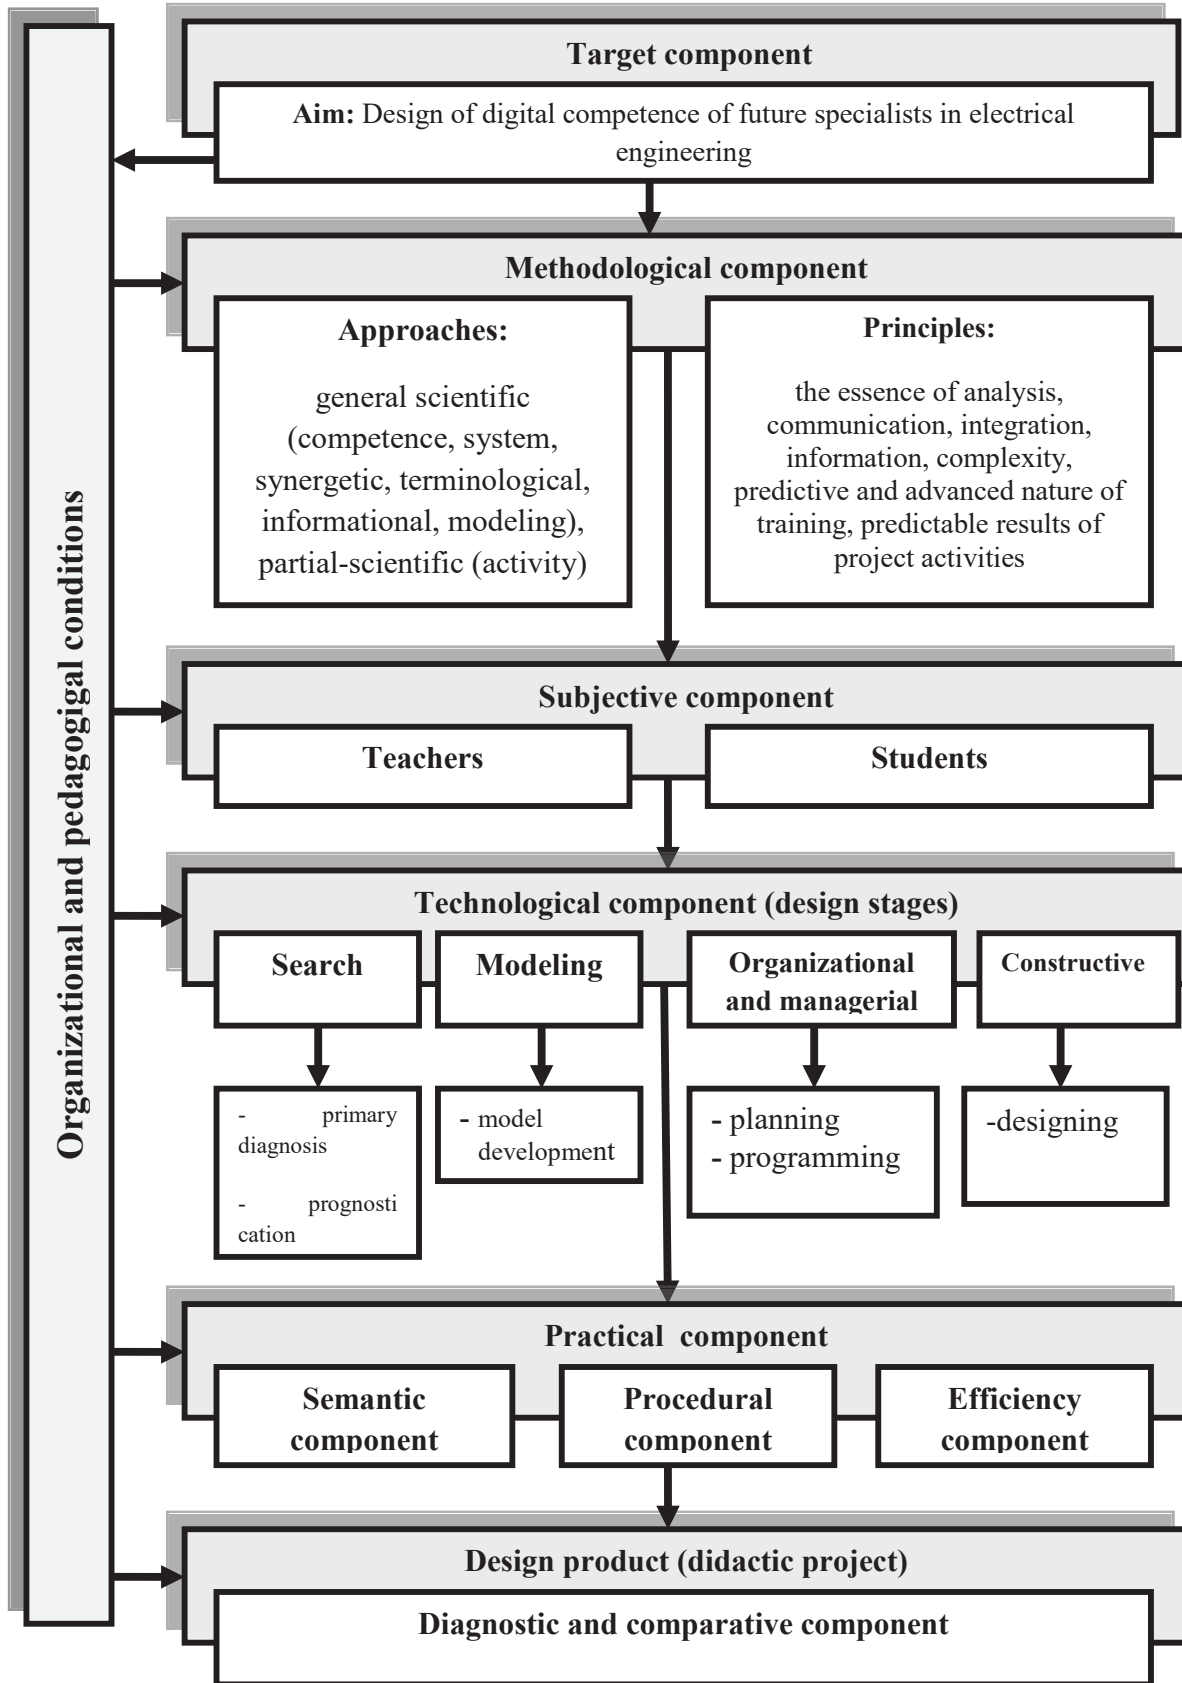 Organizational and pedagogigal conditions
Target component
Aim: Design of digital competence of future specialists in electrical
engineering
Methodological component
Approaches:
general scientific
(competence, system,
synergetic, terminological,
informational, modeling),
partial-scientific (activity)
Principles:
the essence of analysis,
communication, integration,
information, complexity,
predictive and advanced nature of
training, predictable results of
project activities
Subjective component
Teachers
Students
Technological component (design stages)
Search
Modeling
Organizational
and managerial
Constructive
- primary
diagnosis
- prognosti
cation
- model
development
- planning
- programming
-designing
Practical component
Semantic
component
Procedural
component
Efficiency
component
Design product (didactic project)
Diagnostic and comparative component